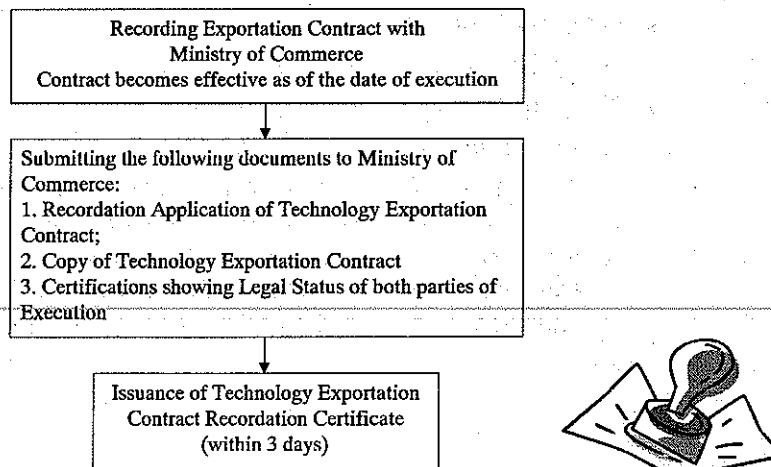 Recording Exportation Contract with
Ministry of Commerce
Contract becomes effective as of the date of execution
Submitting the following documents to Ministry of
Commerce:
1. Recordation Application of Technology Exportation
Contract;
2. Copy of Technology Exportation Contract
3. Certifications showing Legal Status of both parties of
Execution
Issuance of Technology Exportation
Contract Recordation Certificate
(within 3 days)